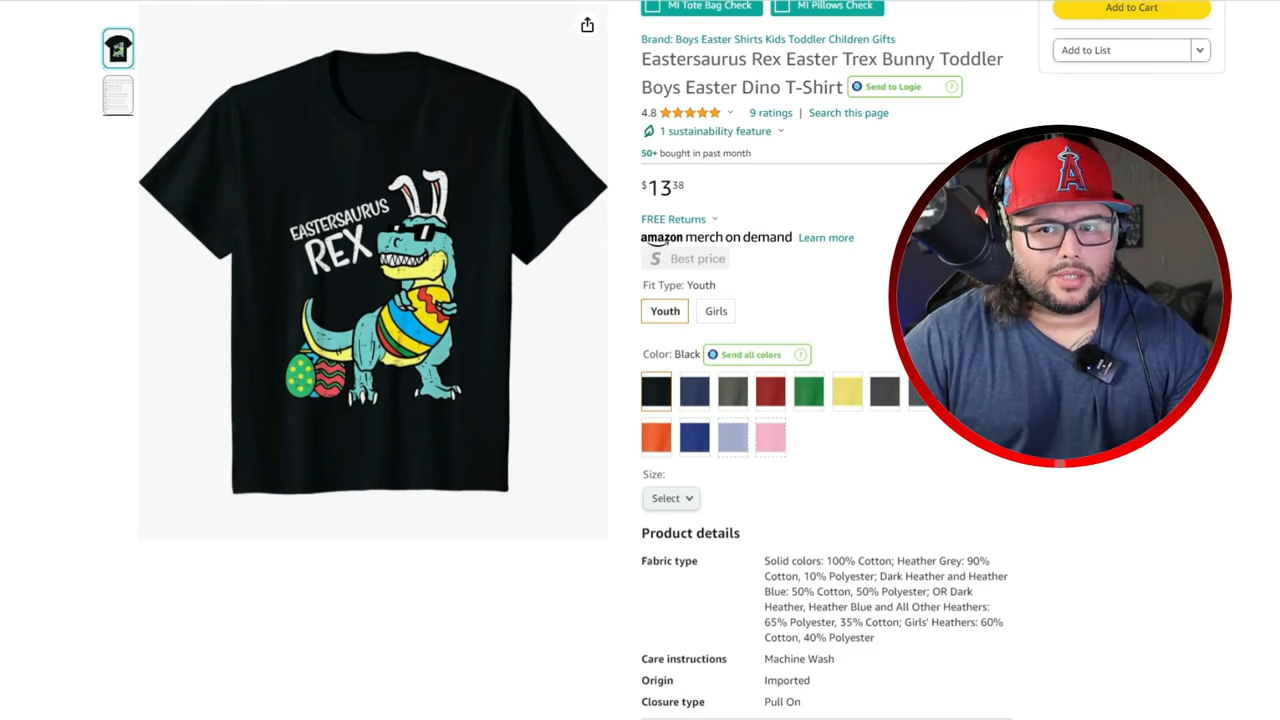 MI Tote Bag Check
MI Pillows Check
Add to Cart
Brand: Boys Easter Shirts Kids Toddler Children Gifts
Add to List
Eastersaurus Rex Easter Trex Bunny Toddler
Boys Easter Dino T-Shirt
Send to Logie ?
4.8
9 ratings | Search this page
1 sustainability feature
50+ bought in past month
$13 38
FREE Returns
amazon merch on demand Learn more
S Best price
Fit Type: Youth
Youth
Girls
Color: Black
Send all colors ?
Size:
Select
Product details
Fabric type
Solid colors: 100% Cotton; Heather Grey: 90%
Cotton, 10% Polyester; Dark Heather and Heather
Blue: 50% Cotton, 50% Polyester; OR Dark
Heather, Heather Blue and All Other Heathers:
65% Polyester, 35% Cotton; Girls' Heathers: 60%
Cotton, 40% Polyester
Care instructions
Machine Wash
Origin
Imported
Closure type
Pull On
EASTERSAURUS
REX
A